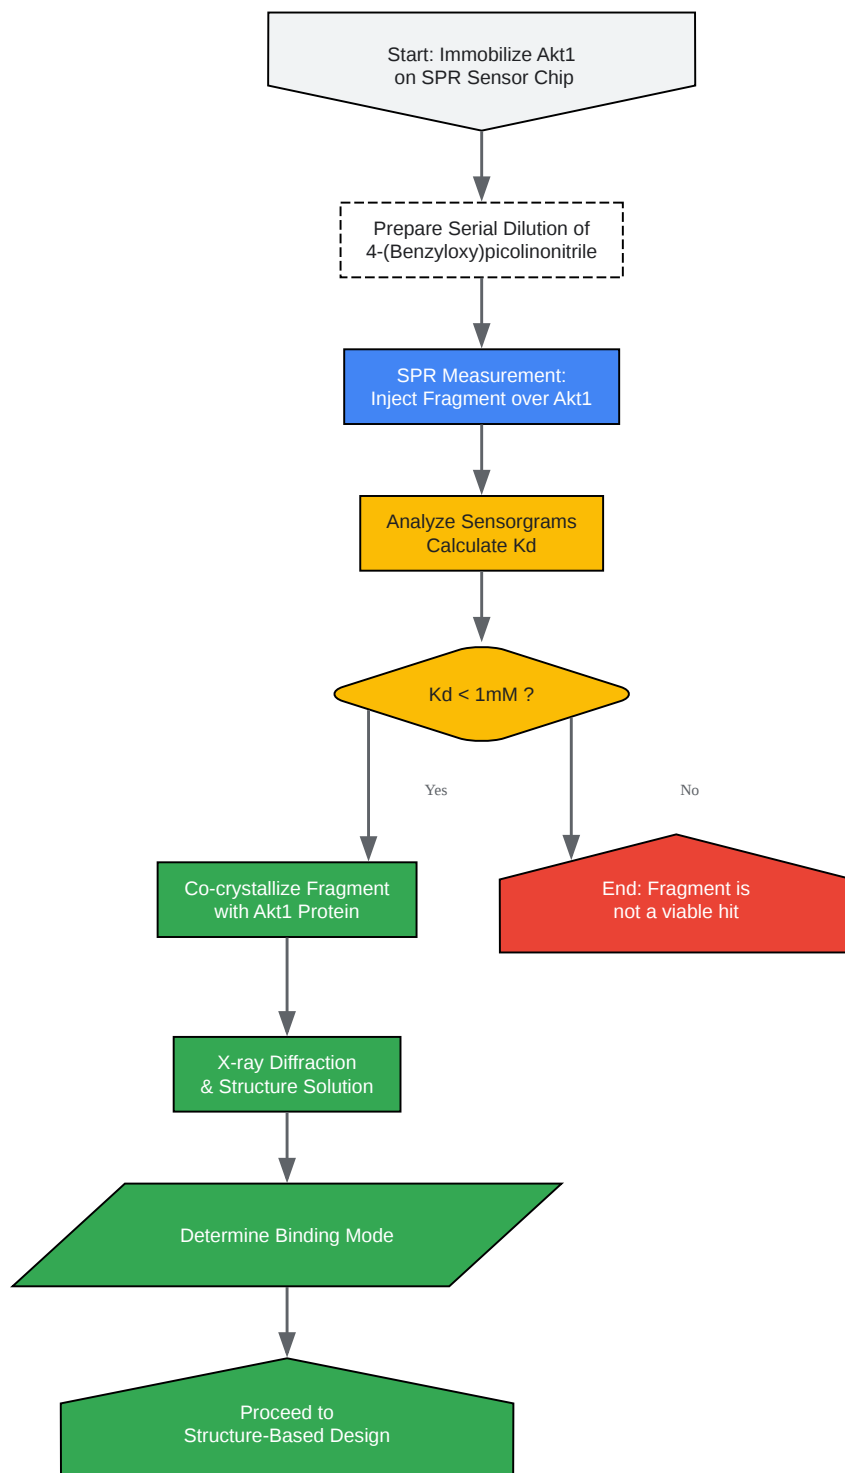 Start: Immobilize Akt1
on SPR Sensor Chip
Prepare Serial Dilution of
4-(Benzyloxy)picolinonitrile
SPR Measurement:
Inject Fragment over Akt1
Analyze Sensorgrams
Calculate Kd
Kd < 1mM ?
Yes
No
Co-crystallize Fragment
with Akt1 Protein
End: Fragment is
not a viable hit
X-ray Diffraction
& Structure Solution
Determine Binding Mode
Proceed to
Structure-Based Design